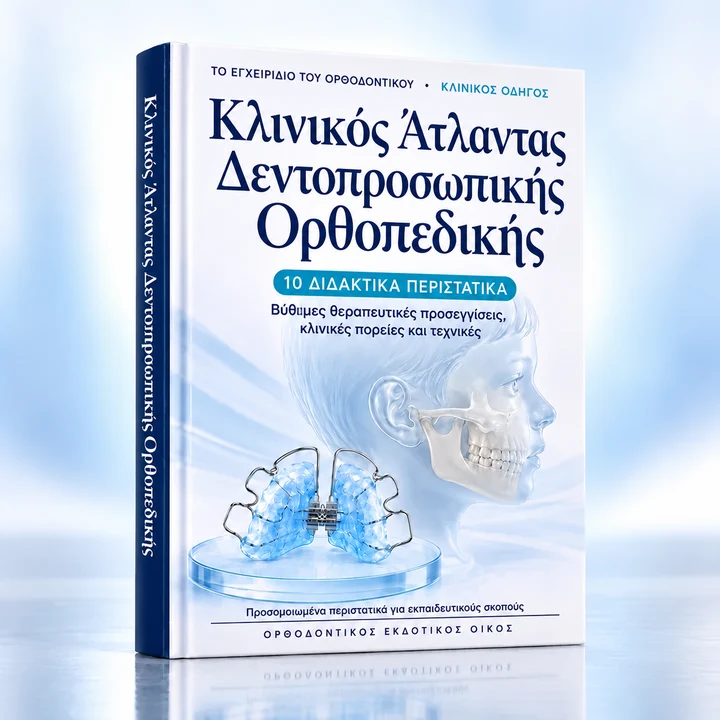 ΤΟ ΕΓΧΕΙΡΙΔΙΟ ΤΟΥ ΟΡΘΟΔΟΝΤΙΚΟΥ • ΚΛΙΝΙΚΟΣ ΟΔΗΓΟΣ
Κλινικός Άτλαντας
Δεντοπροσωπικής
Ορθοπεδικής
10 ΔΙΔΑΚΤΙΚΑ ΠΕΡΙΣΤΑΤΙΚΑ
θεραπευτικές προσεγγίσεις,
κλινικές πορείες και τεχνικές
Προσομοιωμένα περιστατικά για εκπαιδευτικούς σκοπούς
ΟΡΘΟΔΟΝΤΙΚΟΣ ΕΚΔΟΤΙΚΟΣ ΟΙΚΟΣ
Κλινικός Άτλαντας Δεντοπροσωπικής Ορθοπεδικής